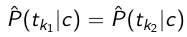 P̂(t_{k_1}|c) = P̂(t_{k_2}|c)